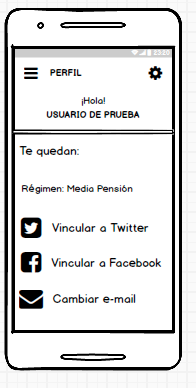 PERFIL
¡Hola!
USUARIO DE PRUEBA
Te quedan:
Régimen: Media Pensión
Vincular a Twitter
Vincular a Facebook
Cambiar e-mail